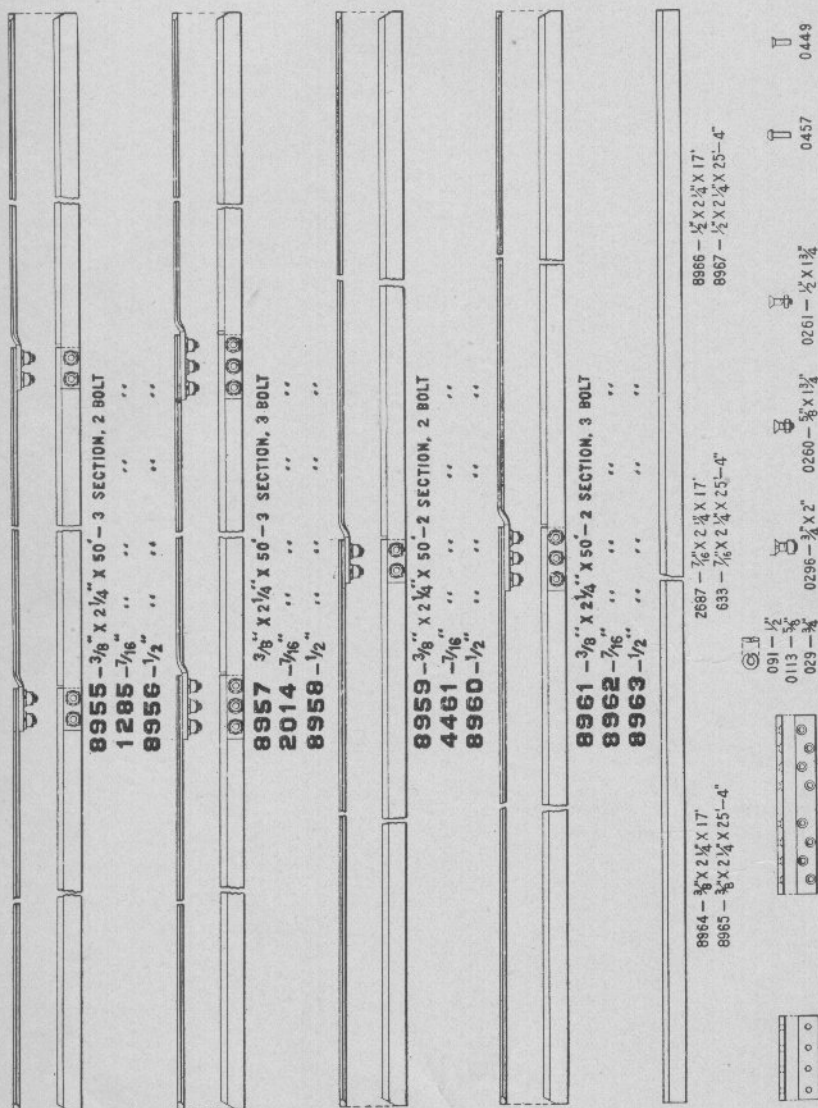 8955-3/8" X 2 1/4" X 50'-3 SECTION, 2 BOLT
1285-7/16" ,, ,, ,, ,,
8956-1/2" ,, ,, ,, ,,
8957 3/8" X 2 1/4" X 50'-3 SECTION, 3 BOLT
2014-7/16" ,, ,, ,, ,,
8958-1/2" ,, ,, ,, ,,
8959-3/8" X 2 1/4" X 50'-2 SECTION, 2 BOLT
4461-7/16" ,, ,, ,, ,,
8960-1/2" ,, ,, ,, ,,
8961-3/8" X 2 1/4" X 50'-2 SECTION, 3 BOLT
8962-7/16" ,, ,, ,, ,,
8963-1/2" ,, ,, ,, ,,
8964-3/8" X 2 1/4" X 17'
8965-3/8" X 2 1/4" X 25'-4"
2687-7/16" X 2 1/4" X 17'
633-7/16" X 2 1/4" X 25'-4"
8986-1/2" X 2 1/4" X 17'
8967-1/2" X 2 1/4" X 25'-4"
091-1/2"
0113-5/8"
029-3/4"
0296-3/4" X 2"
0260-5/8" X 1 3/4"
0261-1/2" X 1 3/4"
0457
0449